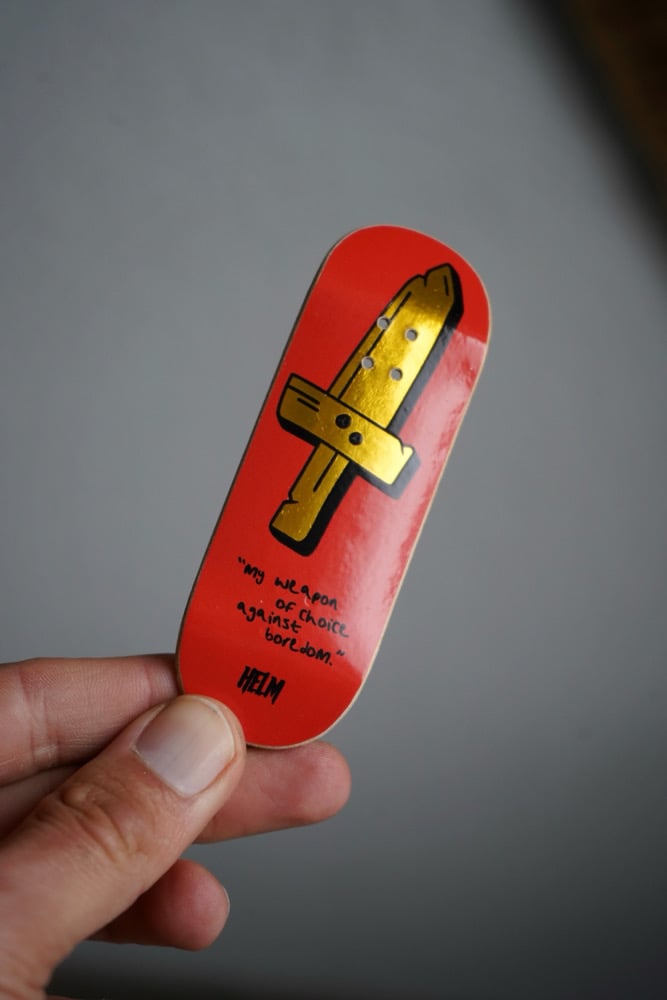 "my weapon
of choice
against
boredom."
HELM